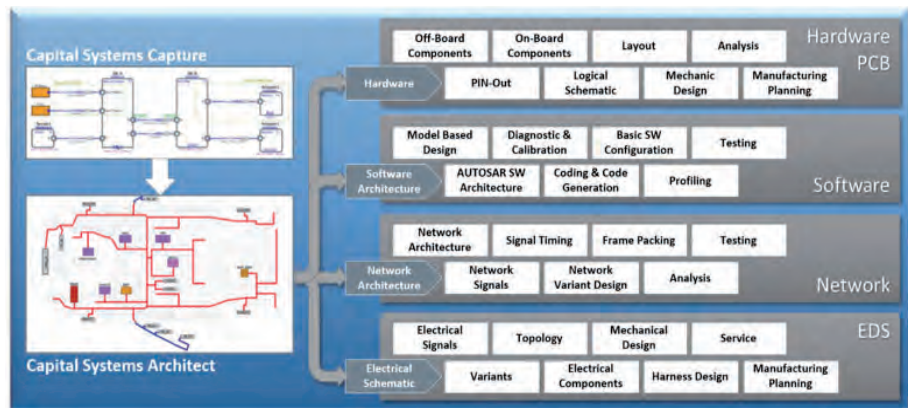 Capital Systems Capture
Capital Systems Architect
Hardware
PCB
Off-Board
Components
On-Board
Components
Layout
Analysis
Hardware
PIN-Out
Logical
Schematic
Mechanic
Design
Manufacturing
Planning
Software
Model Based
Design
Diagnostic &
Calibration
Basic SW
Configuration
Testing
Software
Architecture
AUTOSAR SW
Architecture
Coding & Code
Generation
Profiling
Network
Network
Architecture
Signal Timing
Frame Packing
Testing
Network
Architecture
Network
Signals
Network
Variant Design
Analysis
EDS
Electrical
Signals
Topology
Mechanical
Design
Service
Electrical
Schematic
Variants
Electrical
Components
Harness Design
Manufacturing
Planning